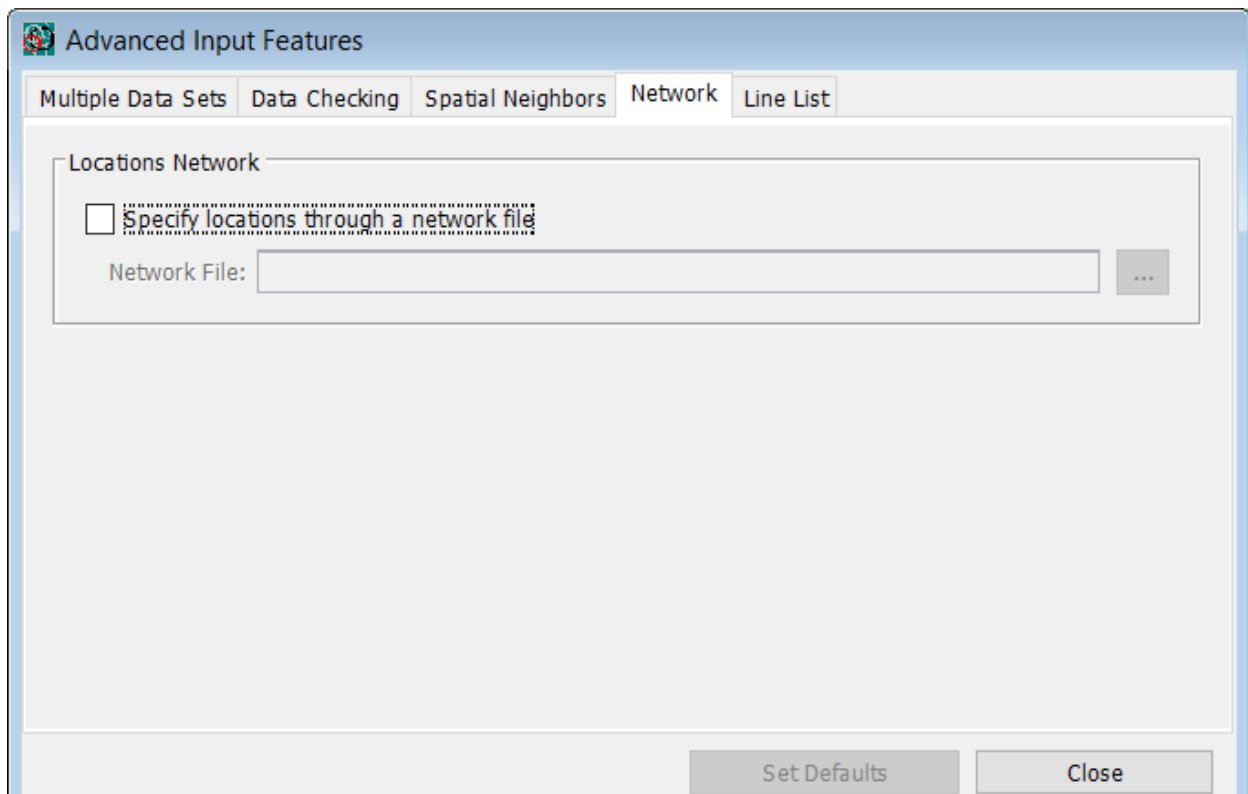 Advanced Input Features
Multiple Data Sets Data Checking Spatial Neighbors Network Line List
Locations Network
Specify locations through a network file
Network File: ...
Set Defaults Close